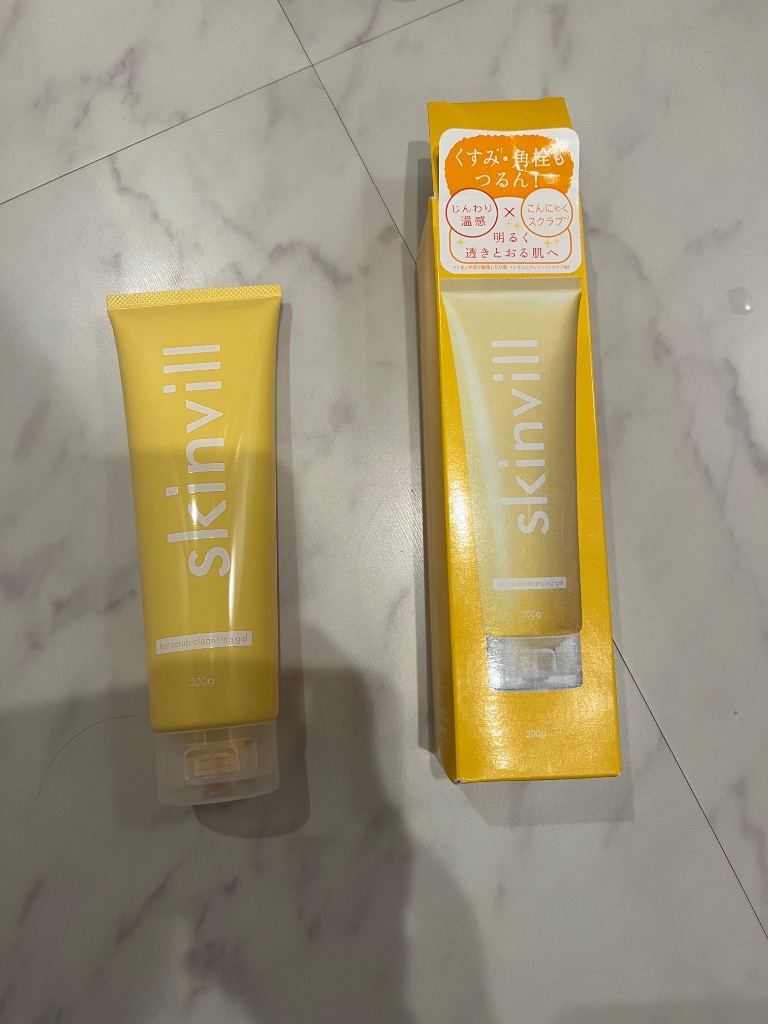 skinvill
hot scrub cleansing gel
200g
くすみ・角栓も
つるん!
じんわり
温感
×
こんにゃく
スクラブ
明るく
透きとおる肌へ
skinvill
hot scrub cleansing gel
200g
200g